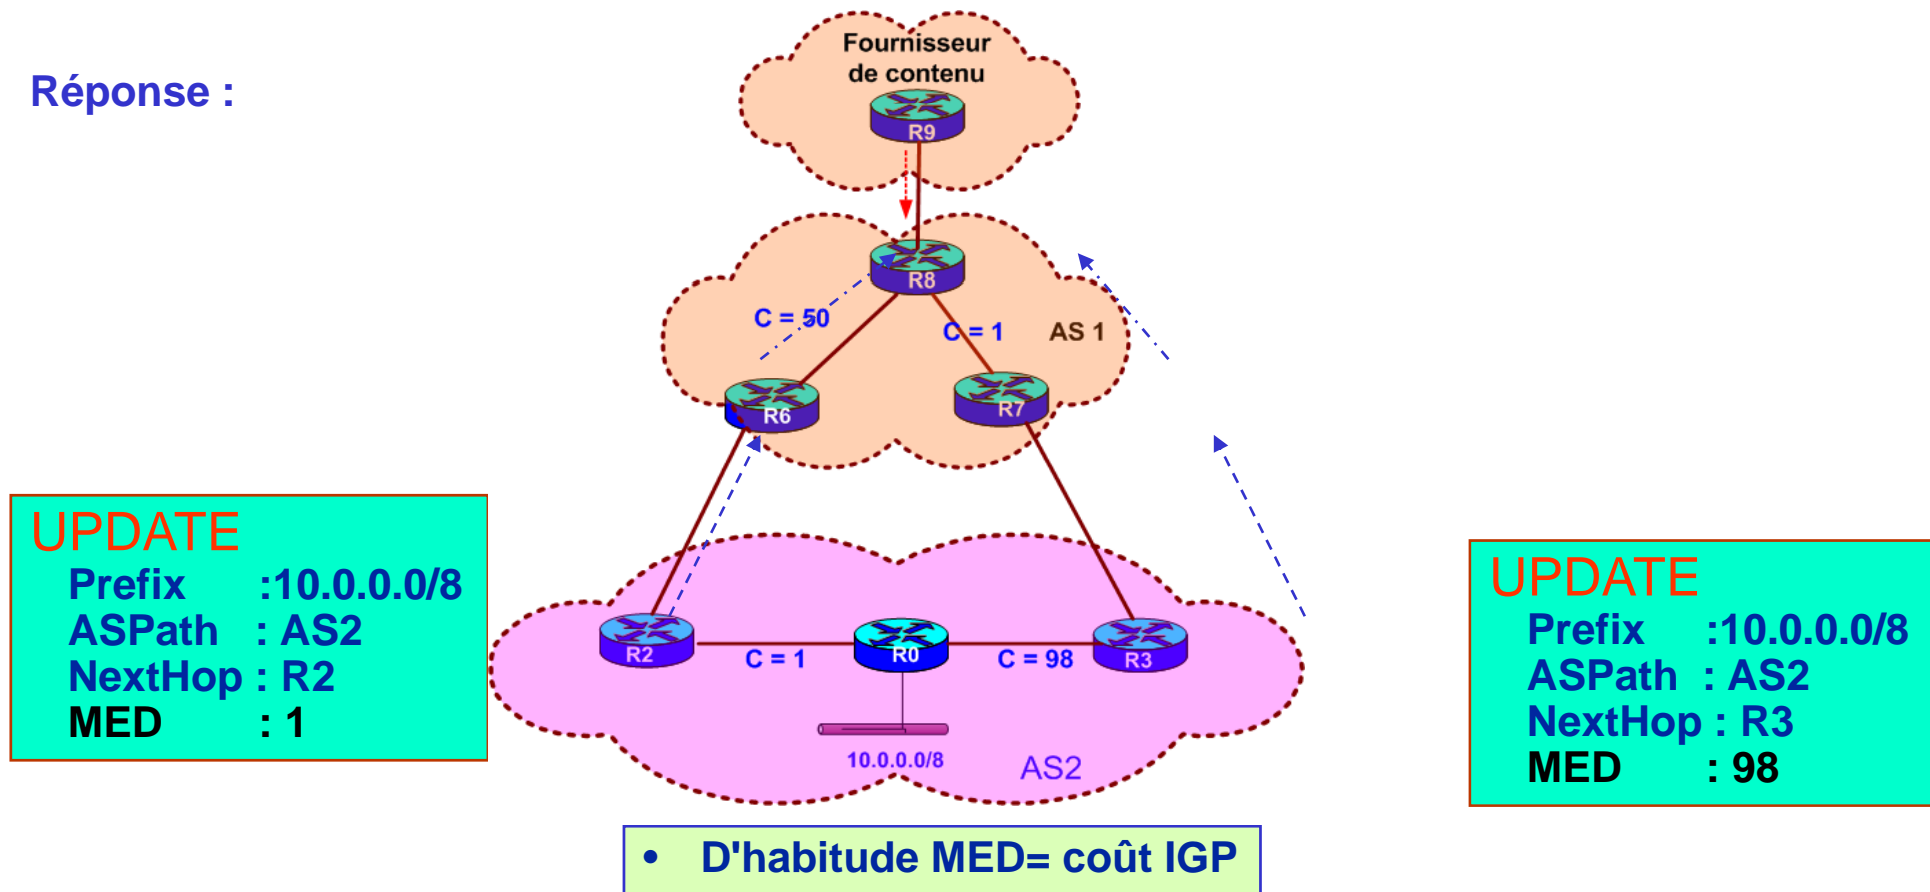 Réponse :
Fournisseur
de contenu
R9
R8
C = 50
C = 1
AS 1
R6
R7
UPDATE
Prefix :10.0.0.0/8
ASPath : AS2
NextHop : R2
MED : 1
UPDATE
Prefix :10.0.0.0/8
ASPath : AS2
NextHop : R3
MED : 98
R2
C = 1
R0
C = 98
R3
10.0.0.0/8
AS2
• D'habitude MED= coût IGP